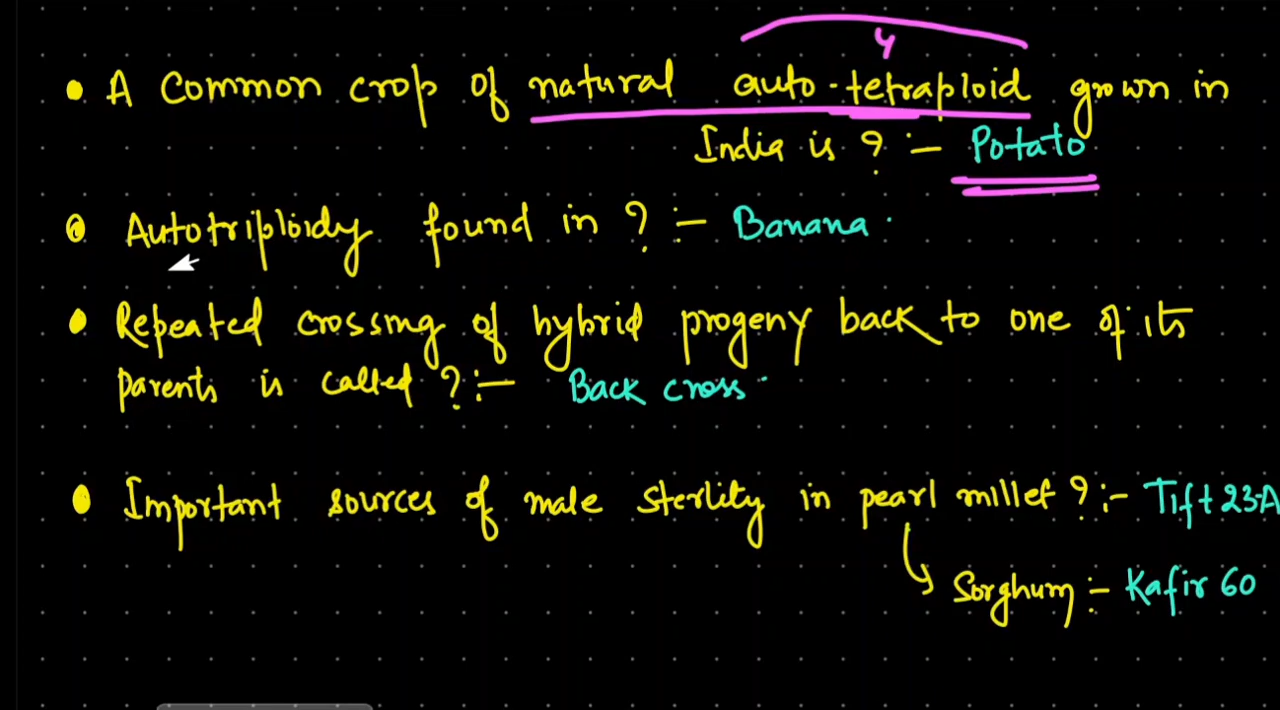 4
• A common crop of natural auto-tetraploid grown in
India is ? :- Potato
• Autotriploidy found in ? :- Banana.
• Repeated crossing of hybrid progeny back to one of its
parents is called ? :- Back cross.
• Important sources of male sterlity in pearl millet ? :- Tift 23A
Sorghum :- Kafir 60